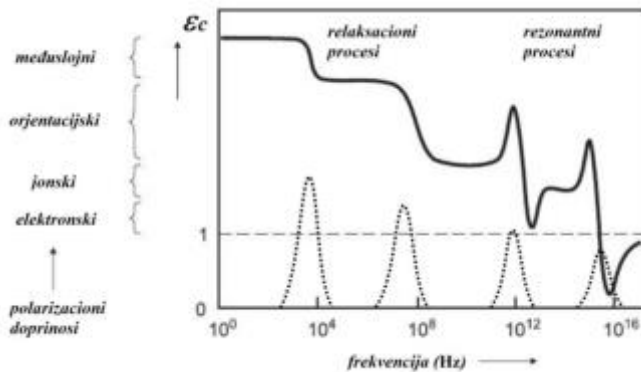 εc
relaksacioni
procesi
rezonantni
procesi
međuslojni
orjentacijski
jonski
elektronski
1
polarizacioni
doprinosi
0
10⁰
10⁴
10⁸
10¹²
10¹⁶
frekvencija (Hz)